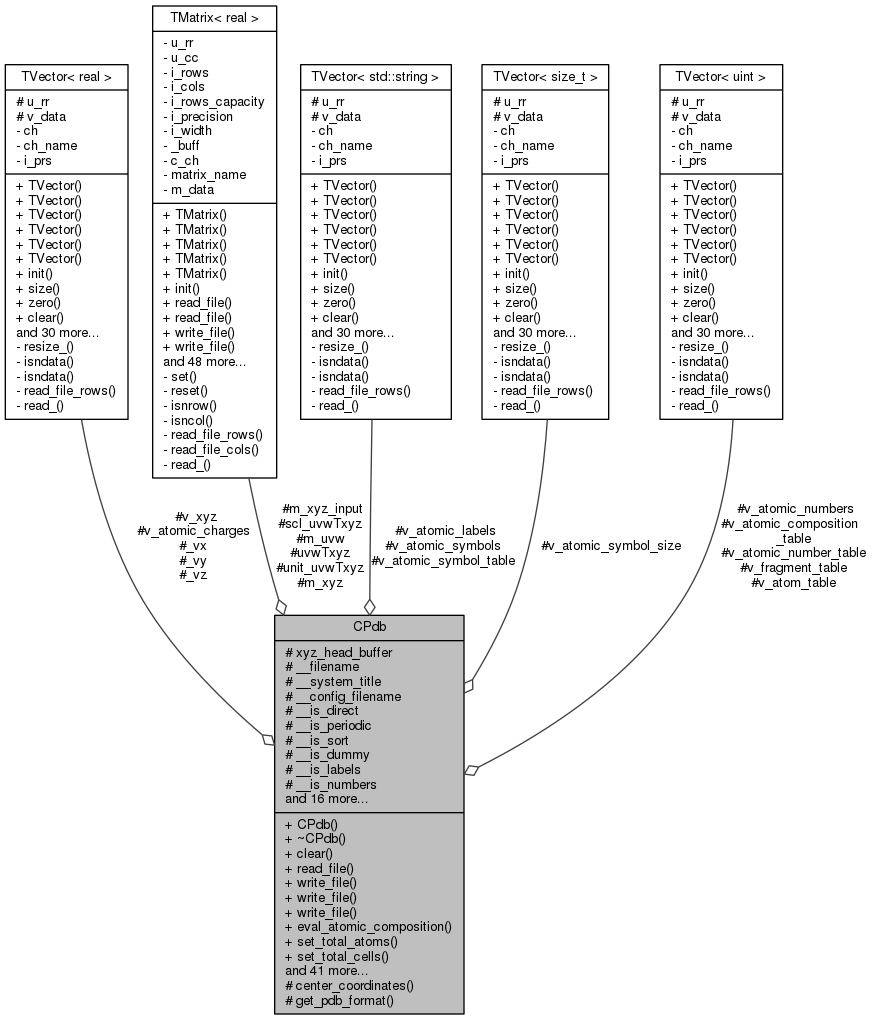 TMatrix< real >
- u_rr
- u_cc
- i_rows
- i_cols
- i_rows_capacity
- i_precision
- i_width
- _buff
- c_ch
- matrix_name
- m_data
+ TMatrix()
+ TMatrix()
+ TMatrix()
+ TMatrix()
+ TMatrix()
+ init()
+ read_file()
+ read_file()
+ write_file()
+ write_file()
and 48 more...
- set()
- reset()
- isnrow()
- isncol()
- read_file_rows()
- read_file_cols()
- read_()
TVector< real >
# u_rr
# v_data
- ch
- ch_name
- i_prs
+ TVector()
+ TVector()
+ TVector()
+ TVector()
+ TVector()
+ TVector()
+ init()
+ size()
+ zero()
+ clear()
and 30 more...
- resize_()
- isndata()
- isndata()
- read_file_rows()
- read_()
TVector< std::string >
# u_rr
# v_data
- ch
- ch_name
- i_prs
+ TVector()
+ TVector()
+ TVector()
+ TVector()
+ TVector()
+ TVector()
+ init()
+ size()
+ zero()
+ clear()
and 30 more...
- resize_()
- isndata()
- isndata()
- read_file_rows()
- read_()
TVector< size_t >
# u_rr
# v_data
- ch
- ch_name
- i_prs
+ TVector()
+ TVector()
+ TVector()
+ TVector()
+ TVector()
+ TVector()
+ init()
+ size()
+ zero()
+ clear()
and 30 more...
- resize_()
- isndata()
- isndata()
- read_file_rows()
- read_()
TVector< uint >
# u_rr
# v_data
- ch
- ch_name
- i_prs
+ TVector()
+ TVector()
+ TVector()
+ TVector()
+ TVector()
+ TVector()
+ init()
+ size()
+ zero()
+ clear()
and 30 more...
- resize_()
- isndata()
- isndata()
- read_file_rows()
- read_()
#v_xyz
#v_atomic_charges
#_vx
#_vy
#_vz
#m_xyz_input
#scl_uvwTxyz
#m_uvw
#uvwTxyz
#unit_uvwTxyz
#m_xyz
#v_atomic_labels
#v_atomic_symbols
#v_atomic_symbol_table
#v_atomic_symbol_size
#v_atomic_numbers
#v_atomic_composition
_table
#v_atomic_number_table
#v_fragment_table
#v_atom_table
CPdb
# xyz_head_buffer
# __filename
# __system_title
# __config_filename
# __is_direct
# __is_periodic
# __is_sort
# __is_dummy
# __is_labels
# __is_numbers
and 16 more...
+ CPdb()
+ ~CPdb()
+ clear()
+ read_file()
+ write_file()
+ write_file()
+ write_file()
+ eval_atomic_composition()
+ set_total_atoms()
+ set_total_cells()
and 41 more...
# center_coordinates()
# get_pdb_format()